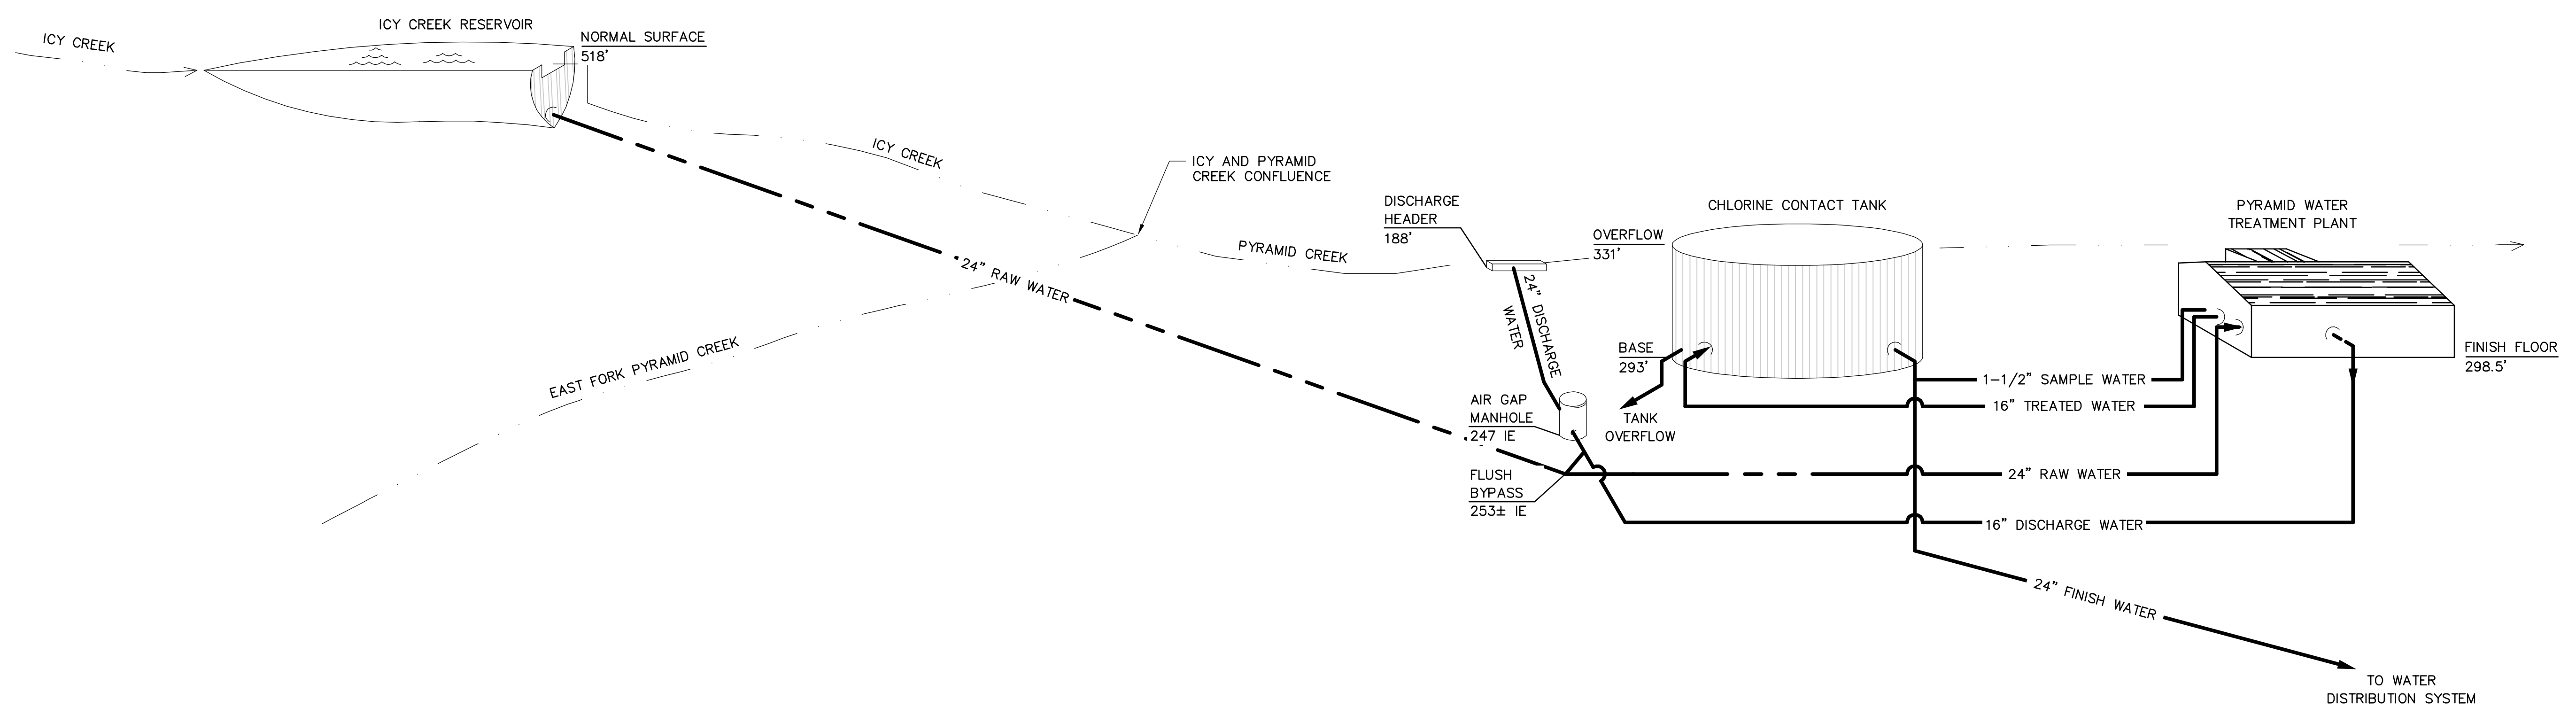 ICY CREEK
ICY CREEK RESERVOIR
NORMAL SURFACE
518'
ICY CREEK
ICY AND PYRAMID
CREEK CONFLUENCE
EAST FORK PYRAMID CREEK
24" RAW WATER
PYRAMID CREEK
DISCHARGE
HEADER
188'
24" DISCHARGE
WATER
OVERFLOW
331'
CHLORINE CONTACT TANK
BASE
293'
TANK
OVERFLOW
AIR GAP
MANHOLE
247 IE
FLUSH
BYPASS
253± IE
PYRAMID WATER
TREATMENT PLANT
FINISH FLOOR
298.5'
1-1/2" SAMPLE WATER
16" TREATED WATER
24" RAW WATER
16" DISCHARGE WATER
24" FINISH WATER
TO WATER
DISTRIBUTION SYSTEM